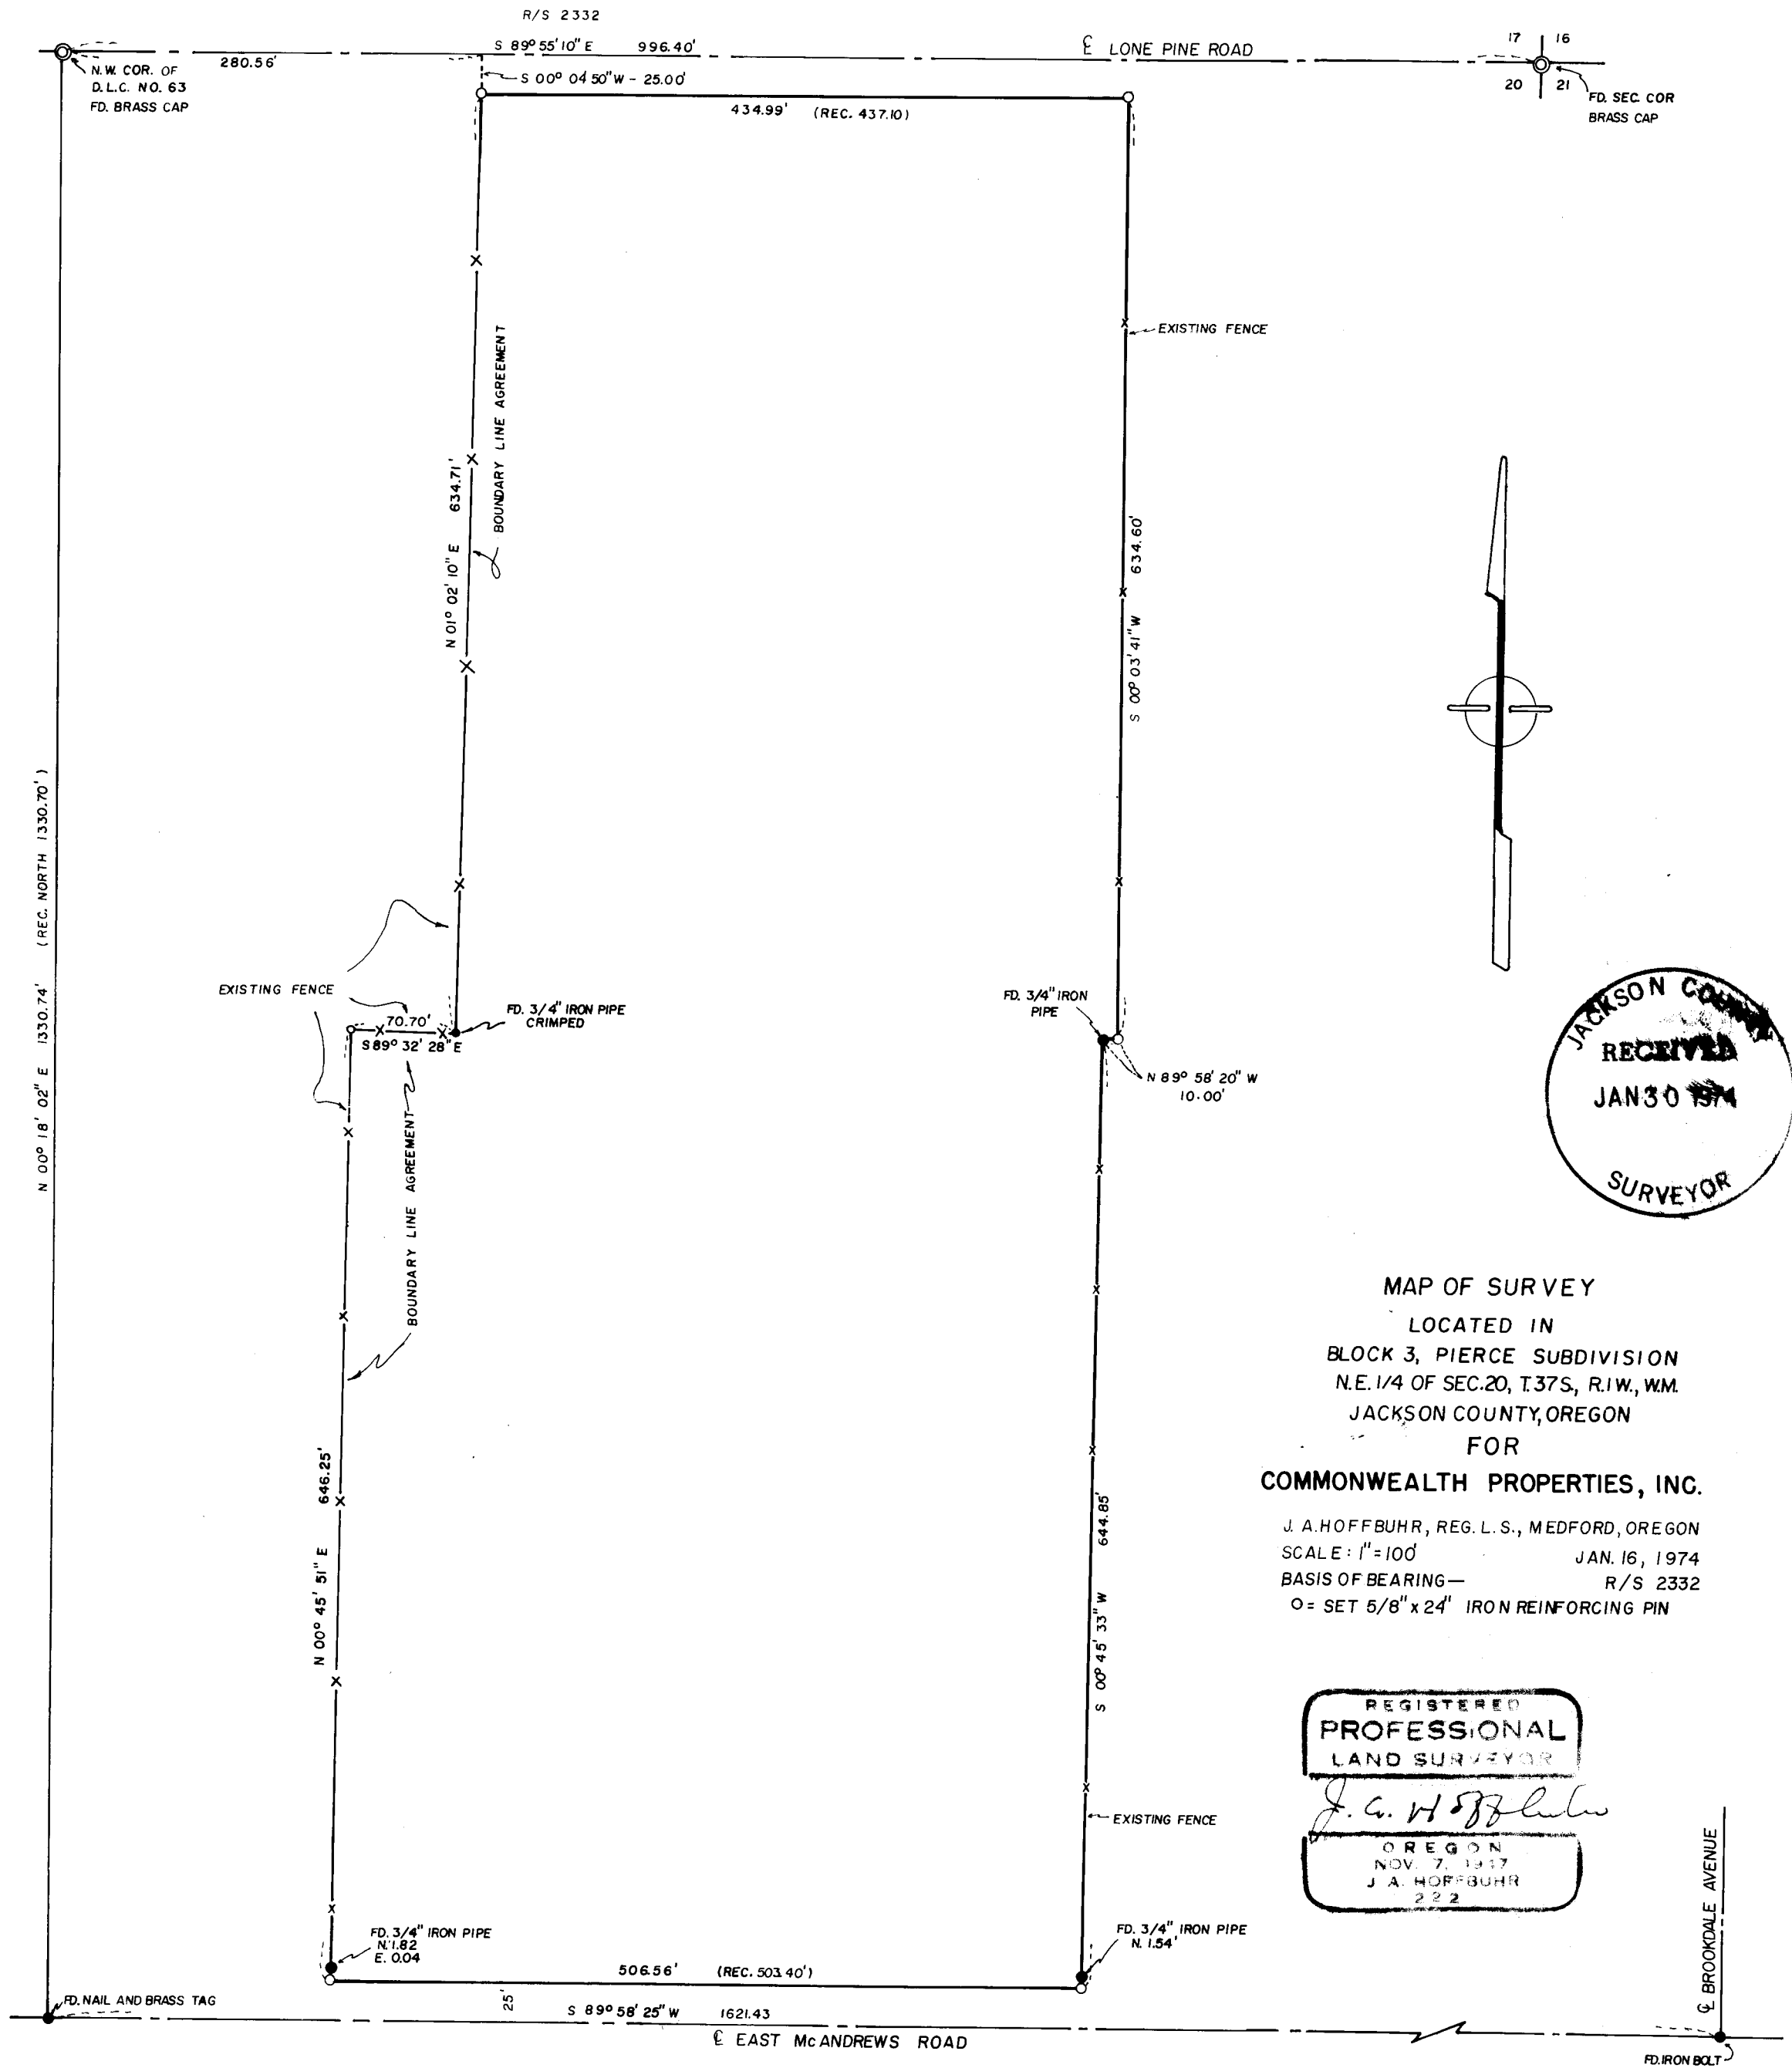 R/S 2332
S 89° 55' 10" E 996.40'
℄ LONE PINE ROAD
17 16
20 21
280.56'
N.W. COR. OF
D.L.C. NO. 63
FD. BRASS CAP
S 00° 04' 50" W - 25.00'
FD. SEC. COR
BRASS CAP
434.99' (REC. 437.10)
EXISTING FENCE
BOUNDARY LINE AGREEMENT
N 01° 02' 10" E 634.71'
S 00° 03' 41" W 634.60'
N 00° 18' 02" E 1330.74' (REC. NORTH 1330.70')
EXISTING FENCE
70.70'
S 89° 32' 28" E
FD. 3/4" IRON PIPE
CRIMPED
FD. 3/4" IRON
PIPE
N 89° 58' 20" W
10.00'
JACKSON COUNTY
RECEIVED
JAN 30 1974
SURVEYOR
BOUNDARY LINE AGREEMENT
N 00° 45' 51" E 646.25'
S 00° 45' 33" W 644.85'
MAP OF SURVEY
LOCATED IN
BLOCK 3, PIERCE SUBDIVISION
N.E. 1/4 OF SEC. 20, T.37S., R.1W., W.M.
JACKSON COUNTY, OREGON
FOR
COMMONWEALTH PROPERTIES, INC.
J. A. HOFFBUHR, REG. L. S., MEDFORD, OREGON
SCALE: 1"=100' JAN. 16, 1974
BASIS OF BEARING— R/S 2332
O= SET 5/8" x 24" IRON REINFORCING PIN
REGISTERED
PROFESSIONAL
LAND SURVEYOR
J. A. Hoffbuhr
OREGON
NOV. 7, 1947
J. A. HOFFBUHR
222
EXISTING FENCE
℄ BROOKDALE AVENUE
FD. 3/4" IRON PIPE
N. 1.82
E. 0.04
FD. 3/4" IRON PIPE
N. 1.54'
506.56' (REC. 503.40')
FD. NAIL AND BRASS TAG
25'
S 89° 58' 25" W 1621.43
℄ EAST McANDREWS ROAD
FD. IRON BOLT